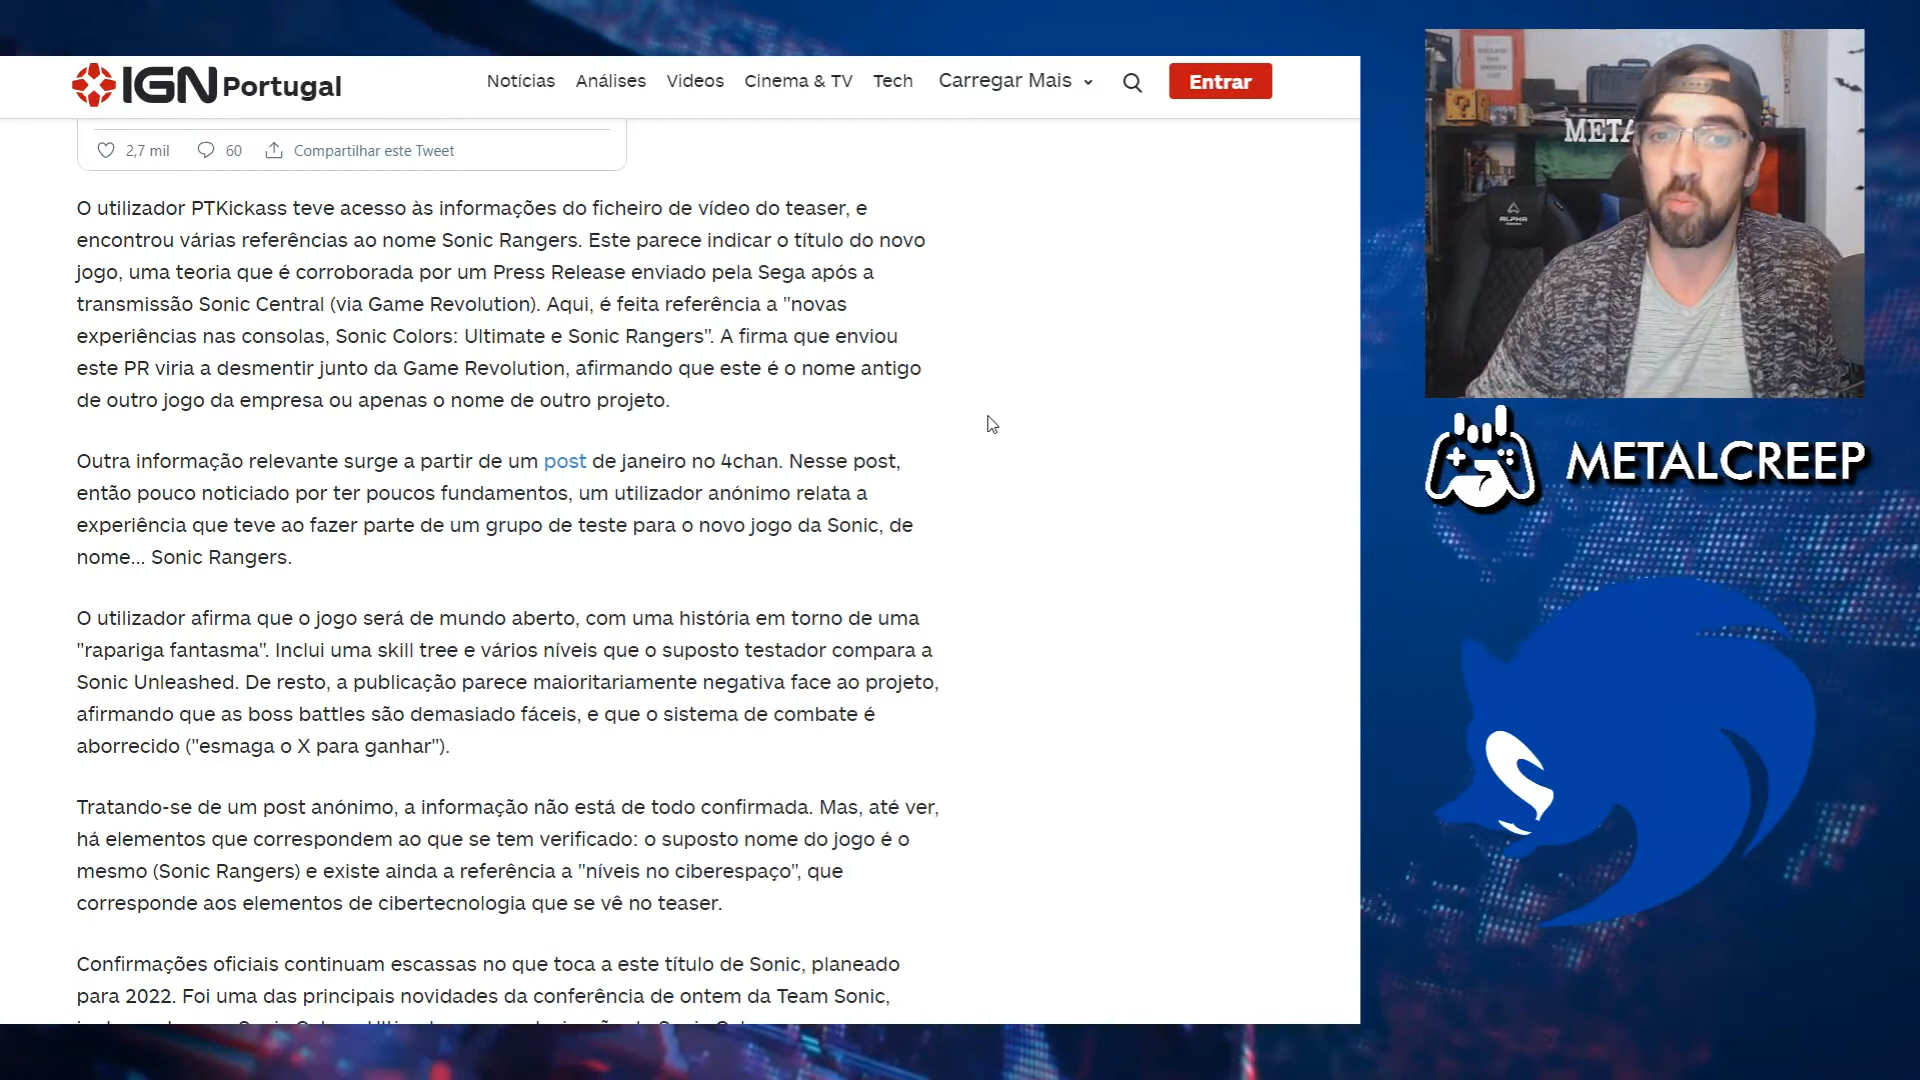 IGN Portugal
Notícias Análises Videos Cinema & TV Tech Carregar Mais Entrar
2,7 mil 60 Compartilhar este Tweet
O utilizador PTKickass teve acesso às informações do ficheiro de vídeo do teaser, e
encontrou várias referências ao nome Sonic Rangers. Este parece indicar o título do novo
jogo, uma teoria que é corroborada por um Press Release enviado pela Sega após a
transmissão Sonic Central (via Game Revolution). Aqui, é feita referência a "novas
experiências nas consolas, Sonic Colors: Ultimate e Sonic Rangers". A firma que enviou
este PR viria a desmentir junto da Game Revolution, afirmando que este é o nome antigo
de outro jogo da empresa ou apenas o nome de outro projeto.
Outra informação relevante surge a partir de um post de janeiro no 4chan. Nesse post,
então pouco noticiado por ter poucos fundamentos, um utilizador anónimo relata a
experiência que teve ao fazer parte de um grupo de teste para o novo jogo da Sonic, de
nome... Sonic Rangers.
O utilizador afirma que o jogo será de mundo aberto, com uma história em torno de uma
"rapariga fantasma". Inclui uma skill tree e vários níveis que o suposto testador compara a
Sonic Unleashed. De resto, a publicação parece maioritariamente negativa face ao projeto,
afirmando que as boss battles são demasiado fáceis, e que o sistema de combate é
aborrecido ("esmaga o X para ganhar").
Tratando-se de um post anónimo, a informação não está de todo confirmada. Mas, até ver,
há elementos que correspondem ao que se tem verificado: o suposto nome do jogo é o
mesmo (Sonic Rangers) e existe ainda a referência a "níveis no ciberespaço", que
corresponde aos elementos de cibertecnologia que se vê no teaser.
Confirmações oficiais continuam escassas no que toca a este título de Sonic, planeado
para 2022. Foi uma das principais novidades da conferência de ontem da Team Sonic,
META
ALPHA
METALCREEP